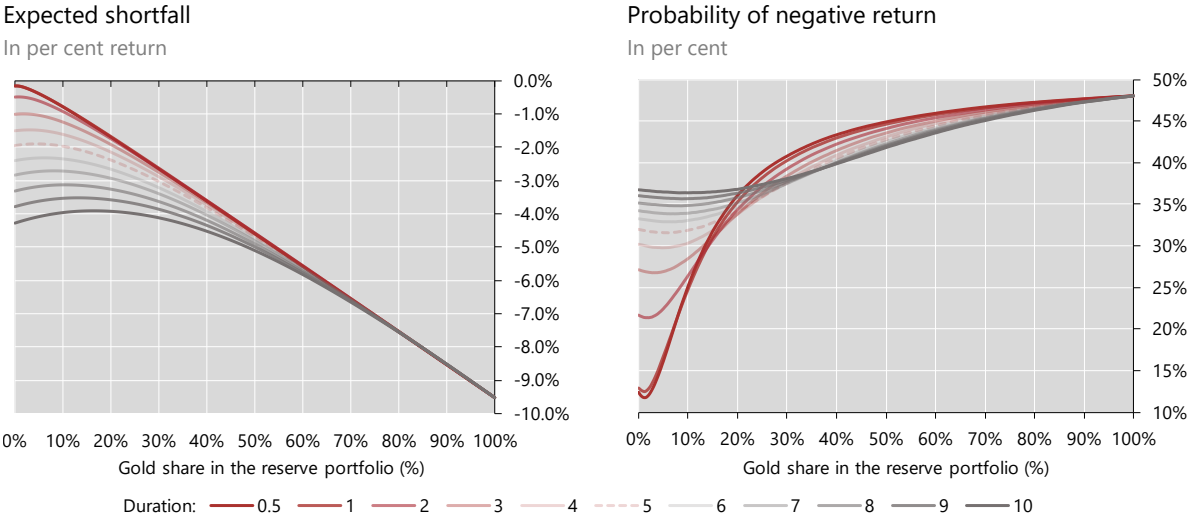 Expected shortfall
In per cent return
0.0%
-1.0%
-2.0%
-3.0%
-4.0%
-5.0%
-6.0%
-7.0%
-8.0%
-9.0%
-10.0%
0% 10% 20% 30% 40% 50% 60% 70% 80% 90% 100%
Gold share in the reserve portfolio (%)
Probability of negative return
In per cent
50%
45%
40%
35%
30%
25%
20%
15%
10%
0% 10% 20% 30% 40% 50% 60% 70% 80% 90% 100%
Gold share in the reserve portfolio (%)
Duration: 0.5 1 2 3 4 5 6 7 8 9 10